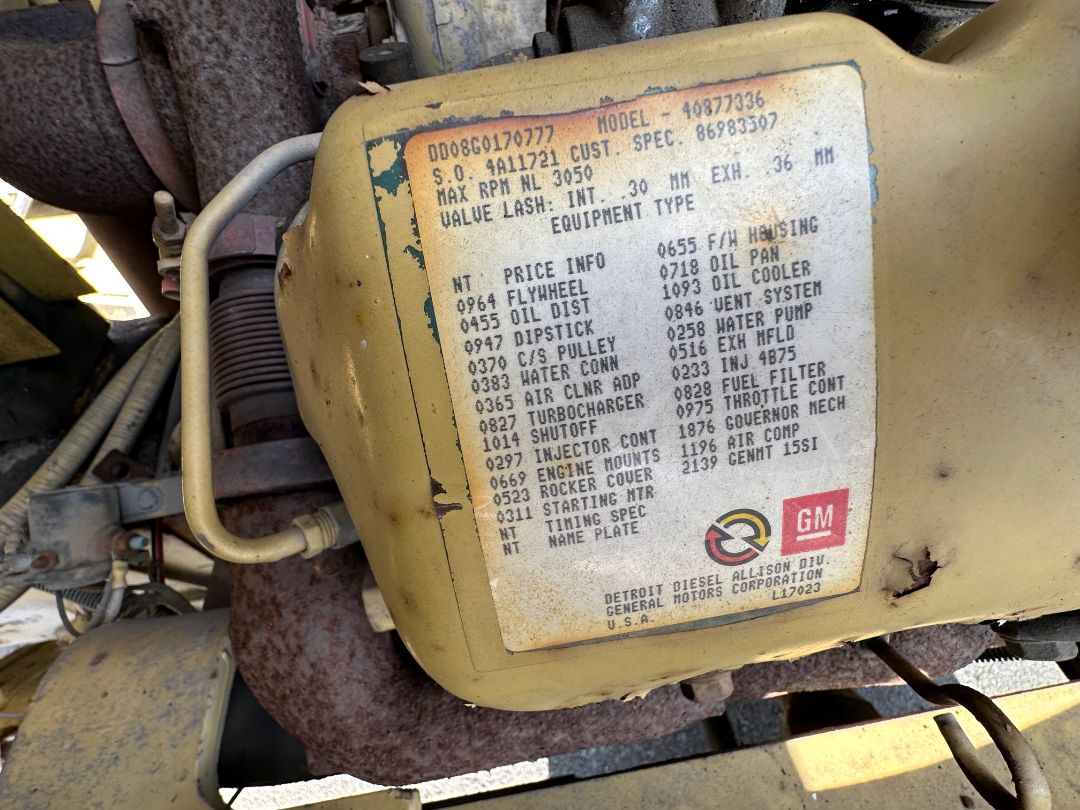 DD08G0170777 MODEL - 40877336
S.O. 4A11721 CUST. SPEC. 86983307
MAX RPM NL 3050
VALVE LASH: INT. .30 MM EXH. .36 MM
EQUIPMENT TYPE
NT PRICE INFO
0964 FLYWHEEL
0455 OIL DIST
0947 DIPSTICK
0370 C/S PULLEY
0383 WATER CONN
0365 AIR CLNR ADP
0827 TURBOCHARGER
1014 SHUTOFF
0297 INJECTOR CONT
0669 ENGINE MOUNTS
0523 ROCKER COVER
0311 STARTING MTR
NT TIMING SPEC
NT NAME PLATE
0655 F/W HOUSING
0718 OIL PAN
1093 OIL COOLER
0846 VENT SYSTEM
0258 WATER PUMP
0516 EXH MFLD
0233 INJ 4B75
0828 FUEL FILTER
0975 THROTTLE CONT
1876 GOVERNOR MECH
1196 AIR COMP
2139 GENMT 15SI
GM
DETROIT DIESEL ALLISON DIV.
GENERAL MOTORS CORPORATION
U.S.A. L17023